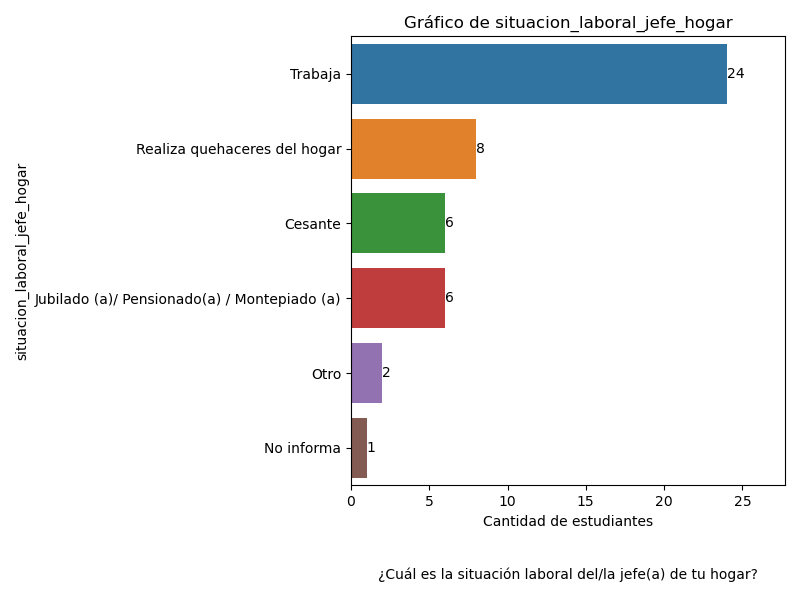 Gráfico de situacion_laboral_jefe_hogar
situacion_laboral_jefe_hogar
Trabaja
24
Realiza quehaceres del hogar
8
Cesante
6
Jubilado (a)/ Pensionado(a) / Montepiado (a)
6
Otro
2
No informa
1
0 5 10 15 20 25
Cantidad de estudiantes
¿Cuál es la situación laboral del/la jefe(a) de tu hogar?